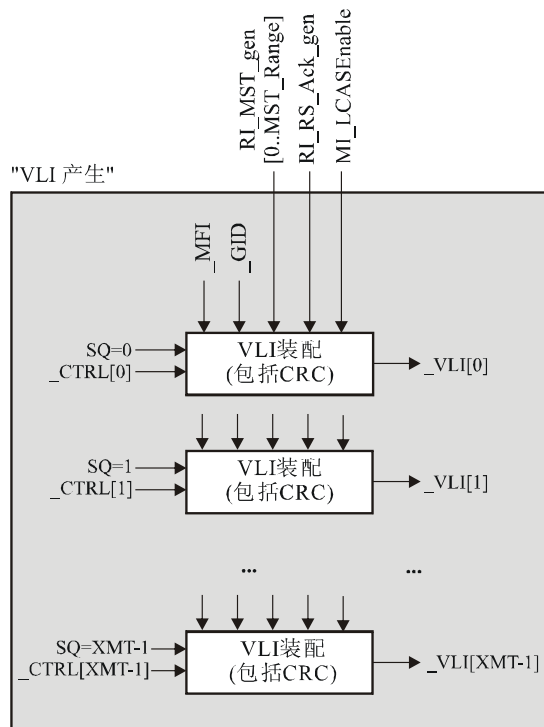 RI_MST_gen
[0..MST_Range]
RI_RS_Ack_gen
MI_LCASEnable
"VLI 产生"
_MFI
_GID
SQ=0
_CTRL[0]
VLI装配
(包括CRC)
_VLI[0]
SQ=1
_CTRL[1]
VLI装配
(包括CRC)
_VLI[1]
...
...
SQ=XMT-1
_CTRL[XMT-1]
VLI装配
(包括CRC)
_VLI[XMT-1]